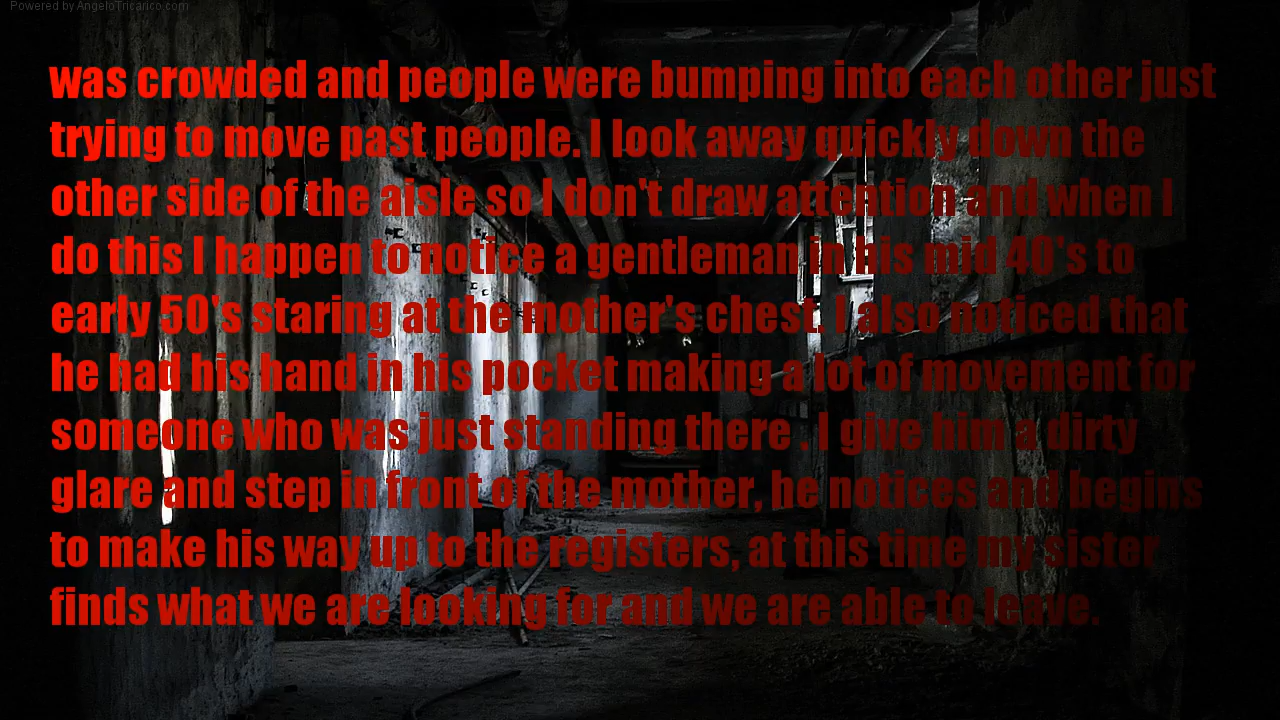 Powered by AngeloTricarico.com
was crowded and people were bumping into each other just
trying to move past people. I look away quickly down the
other side of the aisle so I don't draw attention and when I
do this I happen to notice a gentleman in his mid 40's to
early 50's staring at the mother's chest. I also noticed that
he had his hand in his pocket making a lot of movement for
someone who was just standing there . I give him a dirty
glare and step in front of the mother, he notices and begins
to make his way up to the registers, at this time my sister
finds what we are looking for and we are able to leave.